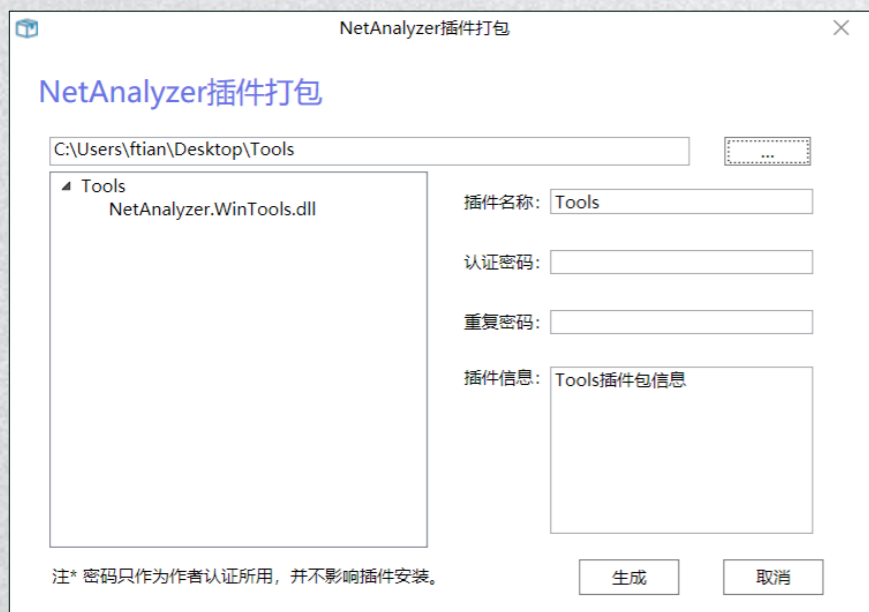 NetAnalyzer插件打包
NetAnalyzer插件打包
C:\Users\ftian\Desktop\Tools
...
Tools
NetAnalyzer.WinTools.dll
插件名称： Tools
认证密码：
重复密码：
插件信息： Tools插件包信息
注* 密码只作为作者认证所用，并不影响插件安装。
生成
取消